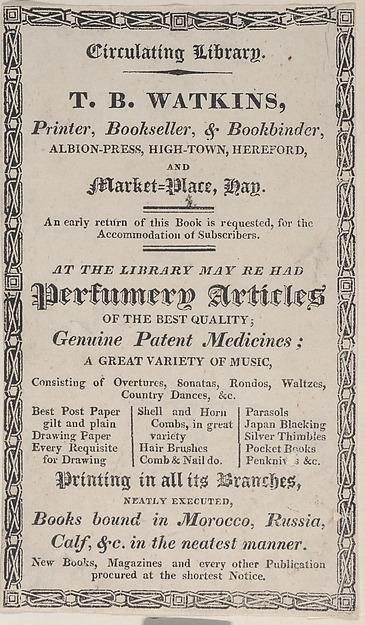 Circulating Library.
T. B. WATKINS,
Printer, Bookseller, & Bookbinder,
ALBION-PRESS, HIGH-TOWN, HEREFORD,
AND
Market=Place, Hay.
An early return of this Book is requested, for the
Accommodation of Subscribers.
AT THE LIBRARY MAY RE HAD
Perfumery Articles
OF THE BEST QUALITY;
Genuine Patent Medicines;
A GREAT VARIETY OF MUSIC,
Consisting of Overtures, Sonatas, Rondos, Waltzes,
Country Dances, &c.
Best Post Paper
gilt and plain
Drawing Paper
Every Requisite
for Drawing
Shell and Horn
Combs, in great
variety
Hair Brushes
Comb & Nail do.
Parasols
Japan Blacking
Silver Thimbles
Pocket Books
Penknives &c.
Printing in all its Branches,
NEATLY EXECUTED,
Books bound in Morocco, Russia,
Calf, &c. in the neatest manner.
New Books, Magazines and every other Publication
procured at the shortest Notice.